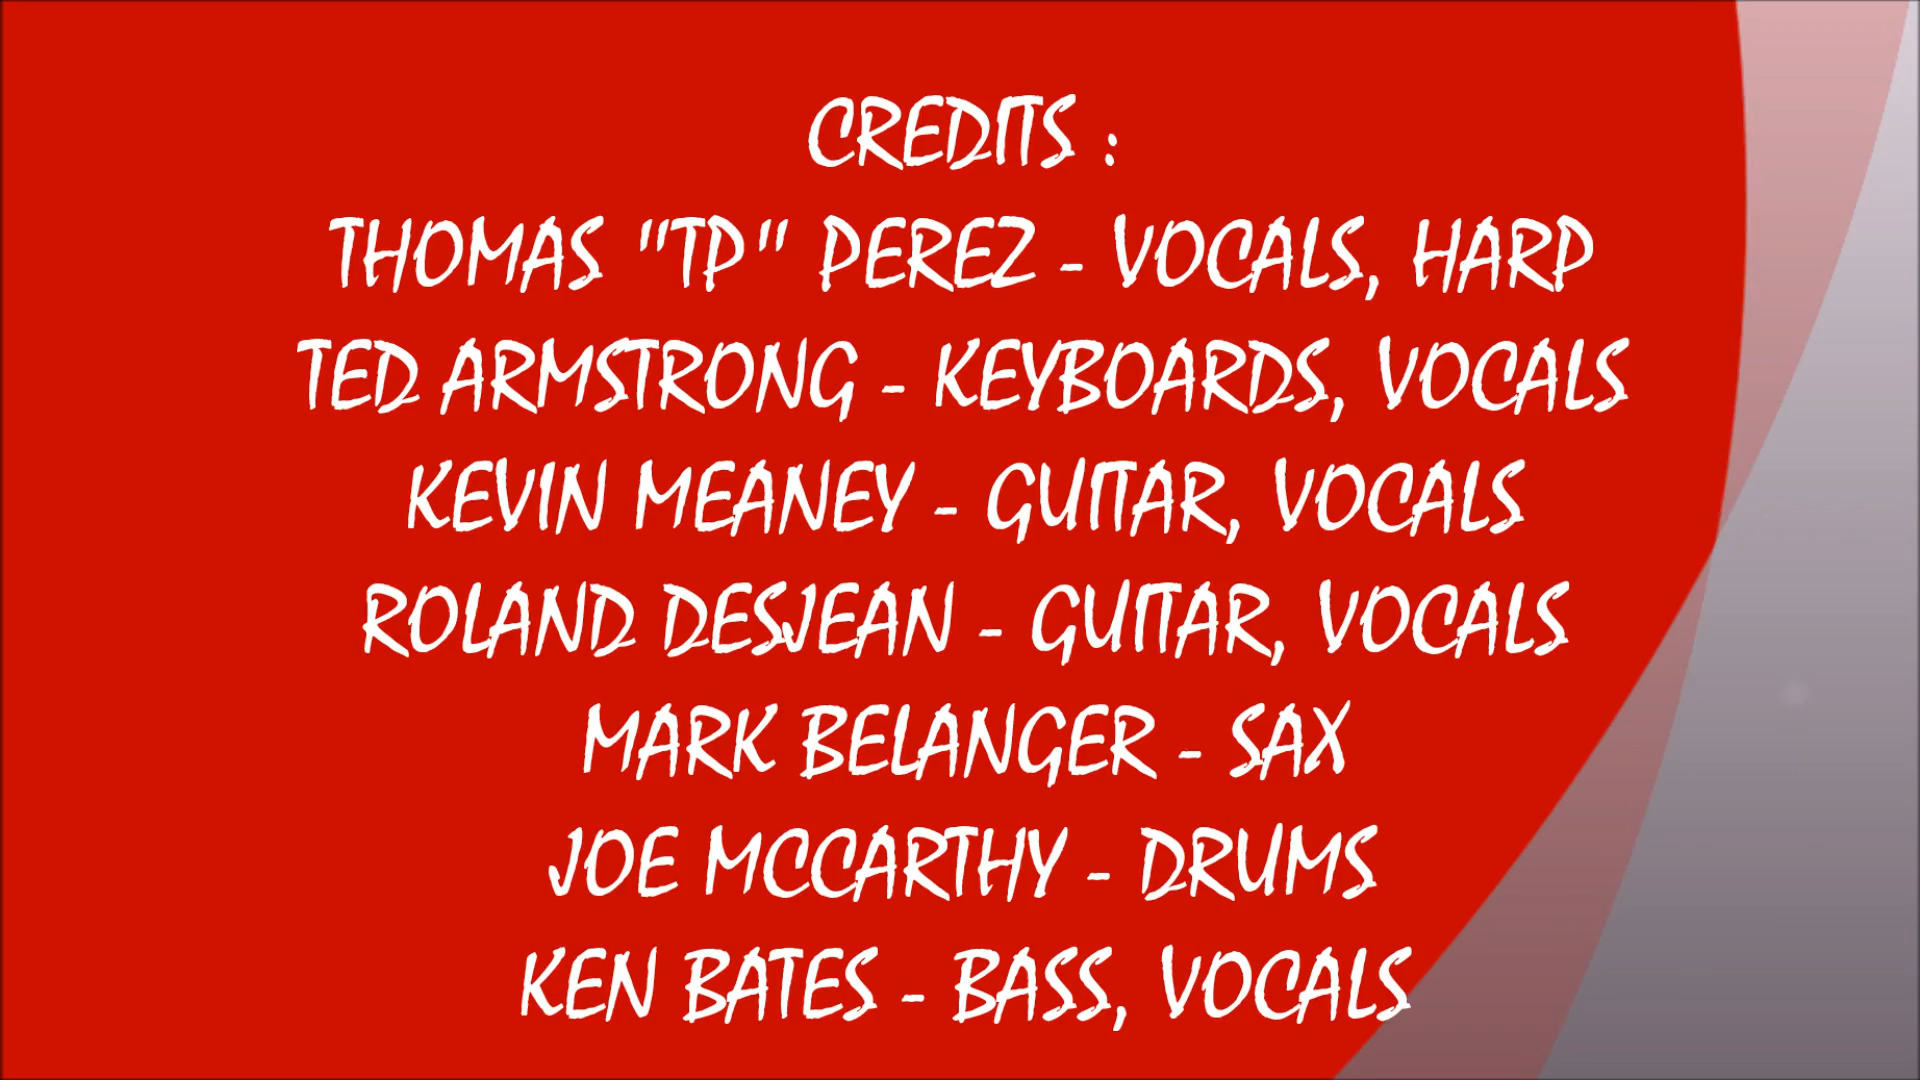 CREDITS :
THOMAS "TP" PEREZ - VOCALS, HARP
TED ARMSTRONG - KEYBOARDS, VOCALS
KEVIN MEANEY - GUITAR, VOCALS
ROLAND DESJEAN - GUITAR, VOCALS
MARK BELANGER - SAX
JOE MCCARTHY - DRUMS
KEN BATES - BASS, VOCALS